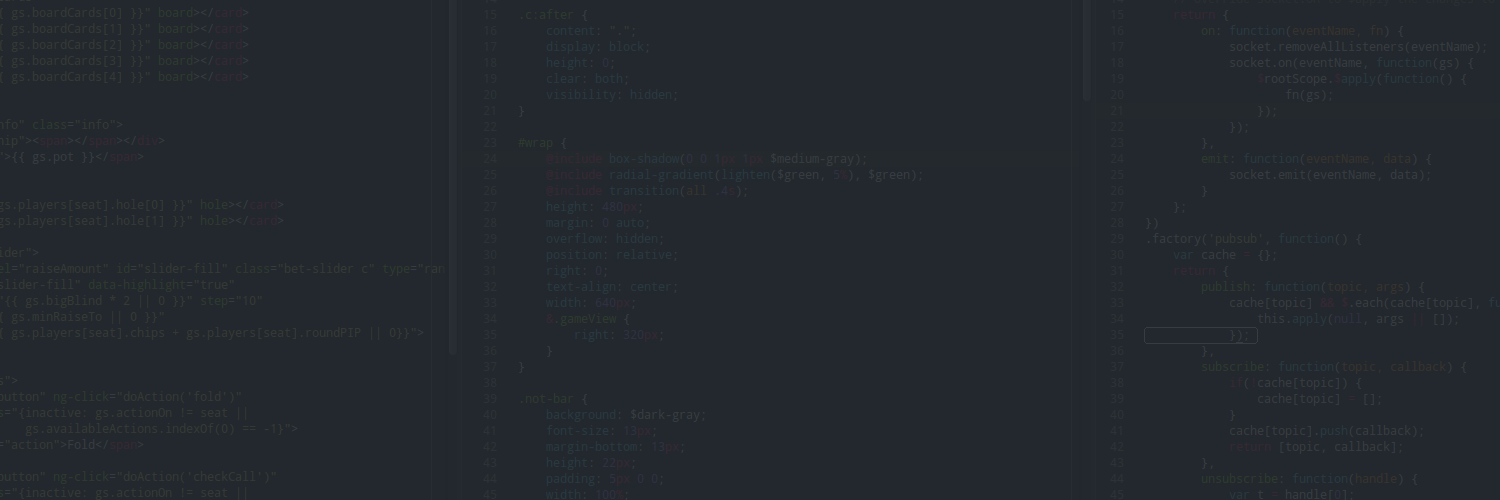 { gs.boardCards[0] }}" board></card>
{ gs.boardCards[1] }}" board></card>
{ gs.boardCards[2] }}" board></card>
{ gs.boardCards[3] }}" board></card>
{ gs.boardCards[4] }}" board></card>
nfo" class="info">
hip"><span></span></div>
">{{ gs.pot }}</span>
gs.players[seat].hole[0] }}" hole></card>
gs.players[seat].hole[1] }}" hole></card>
ider">
el="raiseAmount" id="slider-fill" class="bet-slider c" type="ran
slider-fill" data-highlight="true"
"{{ gs.bigBlind * 2 || 0 }}" step="10"
{ gs.minRaiseTo || 0 }}"
{ gs.players[seat].chips + gs.players[seat].roundPIP || 0}}">
s">
button" ng-click="doAction('fold')"
s="{inactive: gs.actionOn != seat ||
gs.availableActions.indexOf(0) == -1}">
="action">Fold</span>
button" ng-click="doAction('checkCall')"
s="{inactive: gs.actionOn != seat ||
15 .c:after {
16 content: ".";
17 display: block;
18 height: 0;
19 clear: both;
20 visibility: hidden;
21 }
22
23 #wrap {
24 @include box-shadow(0 0 1px 1px $medium-gray);
25 @include radial-gradient(lighten($green, 5%), $green);
26 @include transition(all .4s);
27 height: 480px;
28 margin: 0 auto;
29 overflow: hidden;
30 position: relative;
31 right: 0;
32 text-align: center;
33 width: 640px;
34 &.gameView {
35 right: 320px;
36 }
37 }
38
39 .not-bar {
40 background: $dark-gray;
41 font-size: 13px;
42 margin-bottom: 13px;
43 height: 22px;
44 padding: 5px 0 0;
45 width: 100%;
15 return {
16 on: function(eventName, fn) {
17 socket.removeAllListeners(eventName);
18 socket.on(eventName, function(gs) {
19 $rootScope.$apply(function() {
20 fn(gs);
21 });
22 });
23 },
24 emit: function(eventName, data) {
25 socket.emit(eventName, data);
26 }
27 };
28 })
29 .factory('pubsub', function() {
30 var cache = {};
31 return {
32 publish: function(topic, args) {
33 cache[topic] && $.each(cache[topic], fu
34 this.apply(null, args || []);
35 });
36 },
37 subscribe: function(topic, callback) {
38 if(!cache[topic]) {
39 cache[topic] = [];
40 }
41 cache[topic].push(callback);
42 return [topic, callback];
43 },
44 unsubscribe: function(handle) {
45 var t = handle[0];